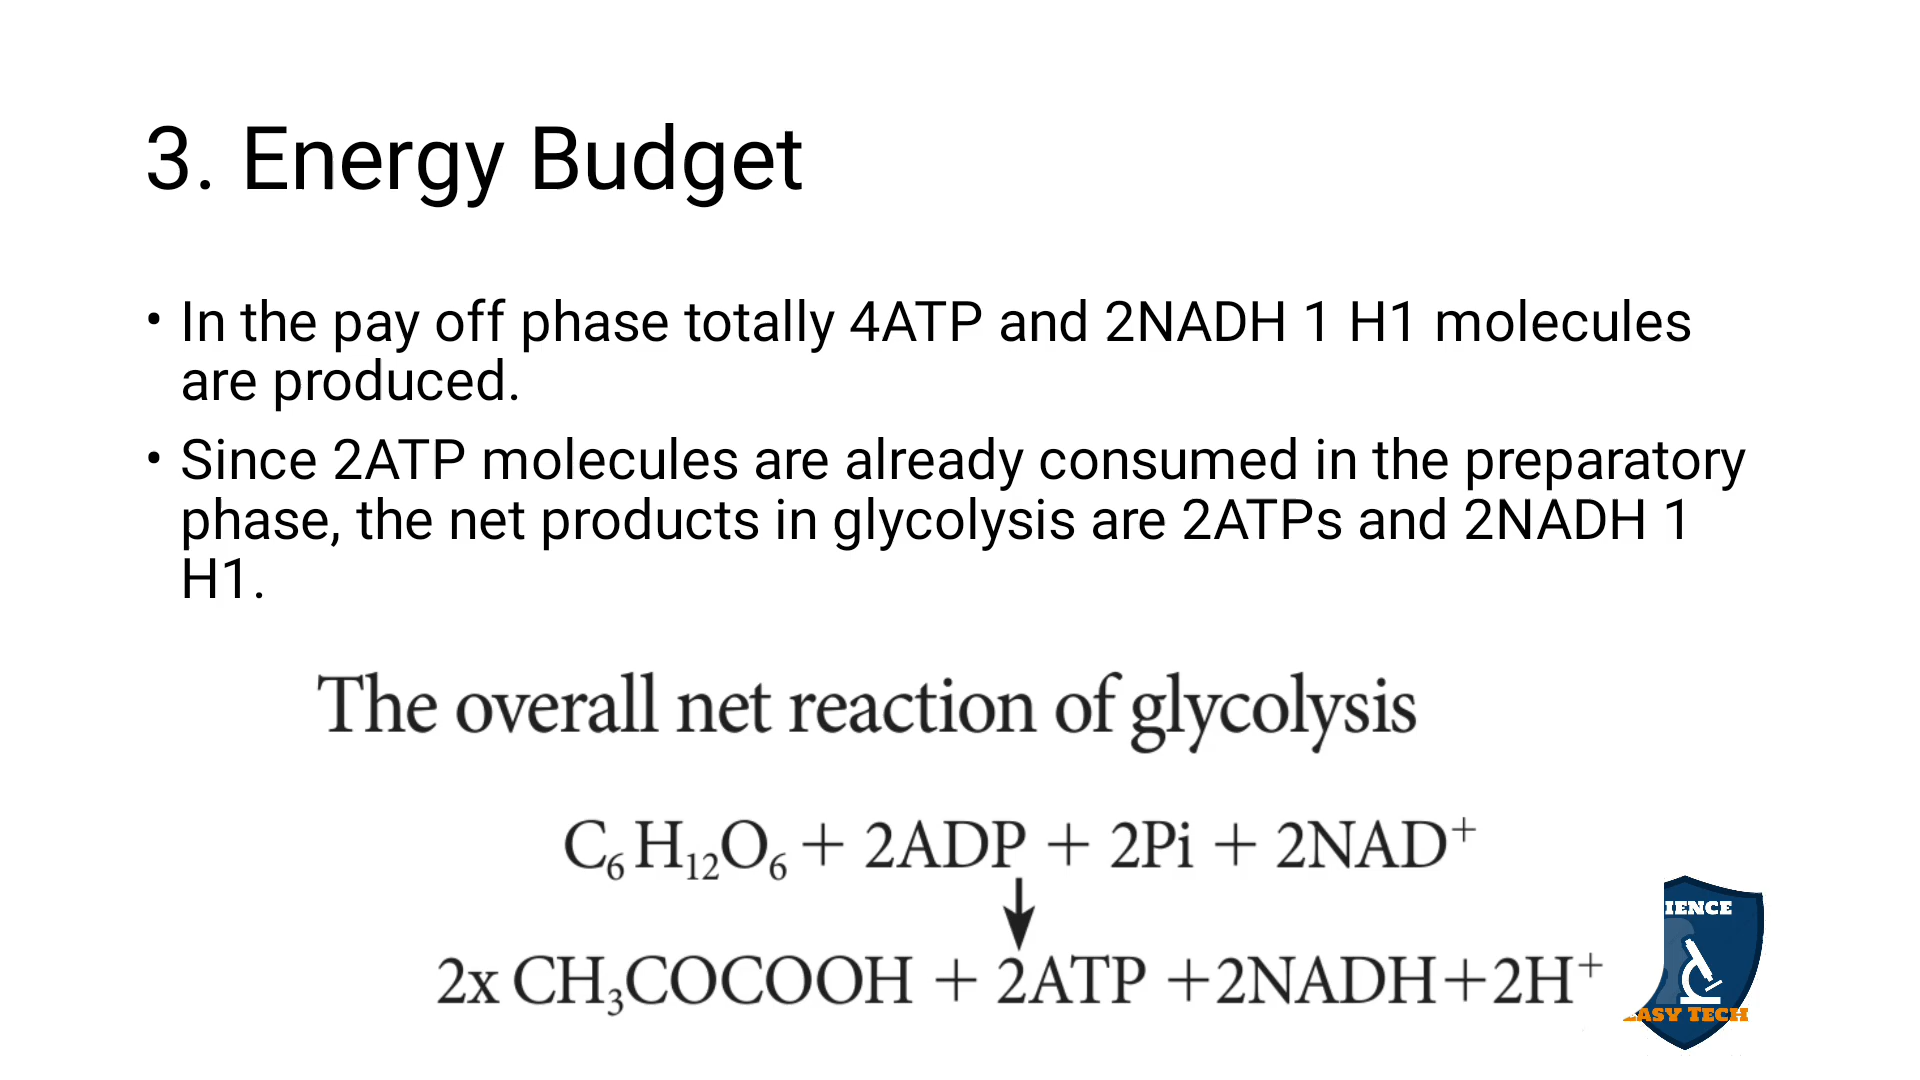 3. Energy Budget
• In the pay off phase totally 4ATP and 2NADH 1 H1 molecules
are produced.
• Since 2ATP molecules are already consumed in the preparatory
phase, the net products in glycolysis are 2ATPs and 2NADH 1
H1.
The overall net reaction of glycolysis
C₆H₁₂O₆ + 2ADP + 2Pi + 2NAD⁺
↓
2x CH₃COCOOH + 2ATP +2NADH+2H⁺
IENCE
EASY TECH